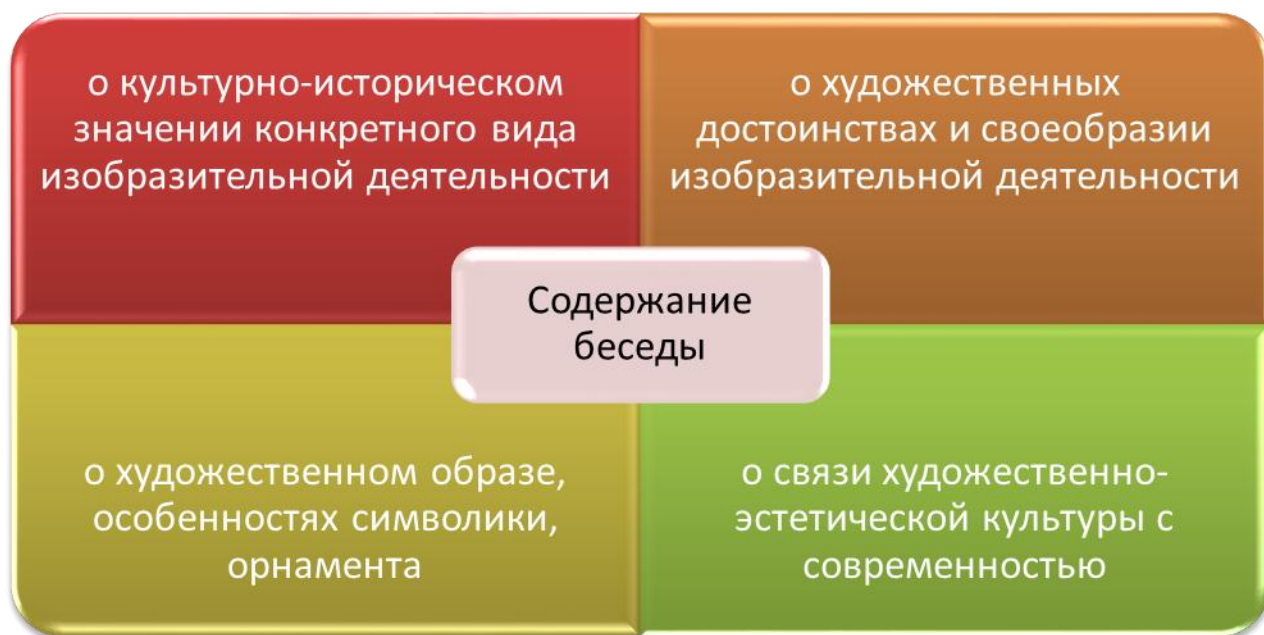 о культурно-историческом
значении конкретного вида
изобразительной деятельности
о художественных
достоинствах и своеобразии
изобразительной деятельности
Содержание
беседы
о художественном образе,
особенностях символики,
орнамента
о связи художественно-
эстетической культуры с
современностью